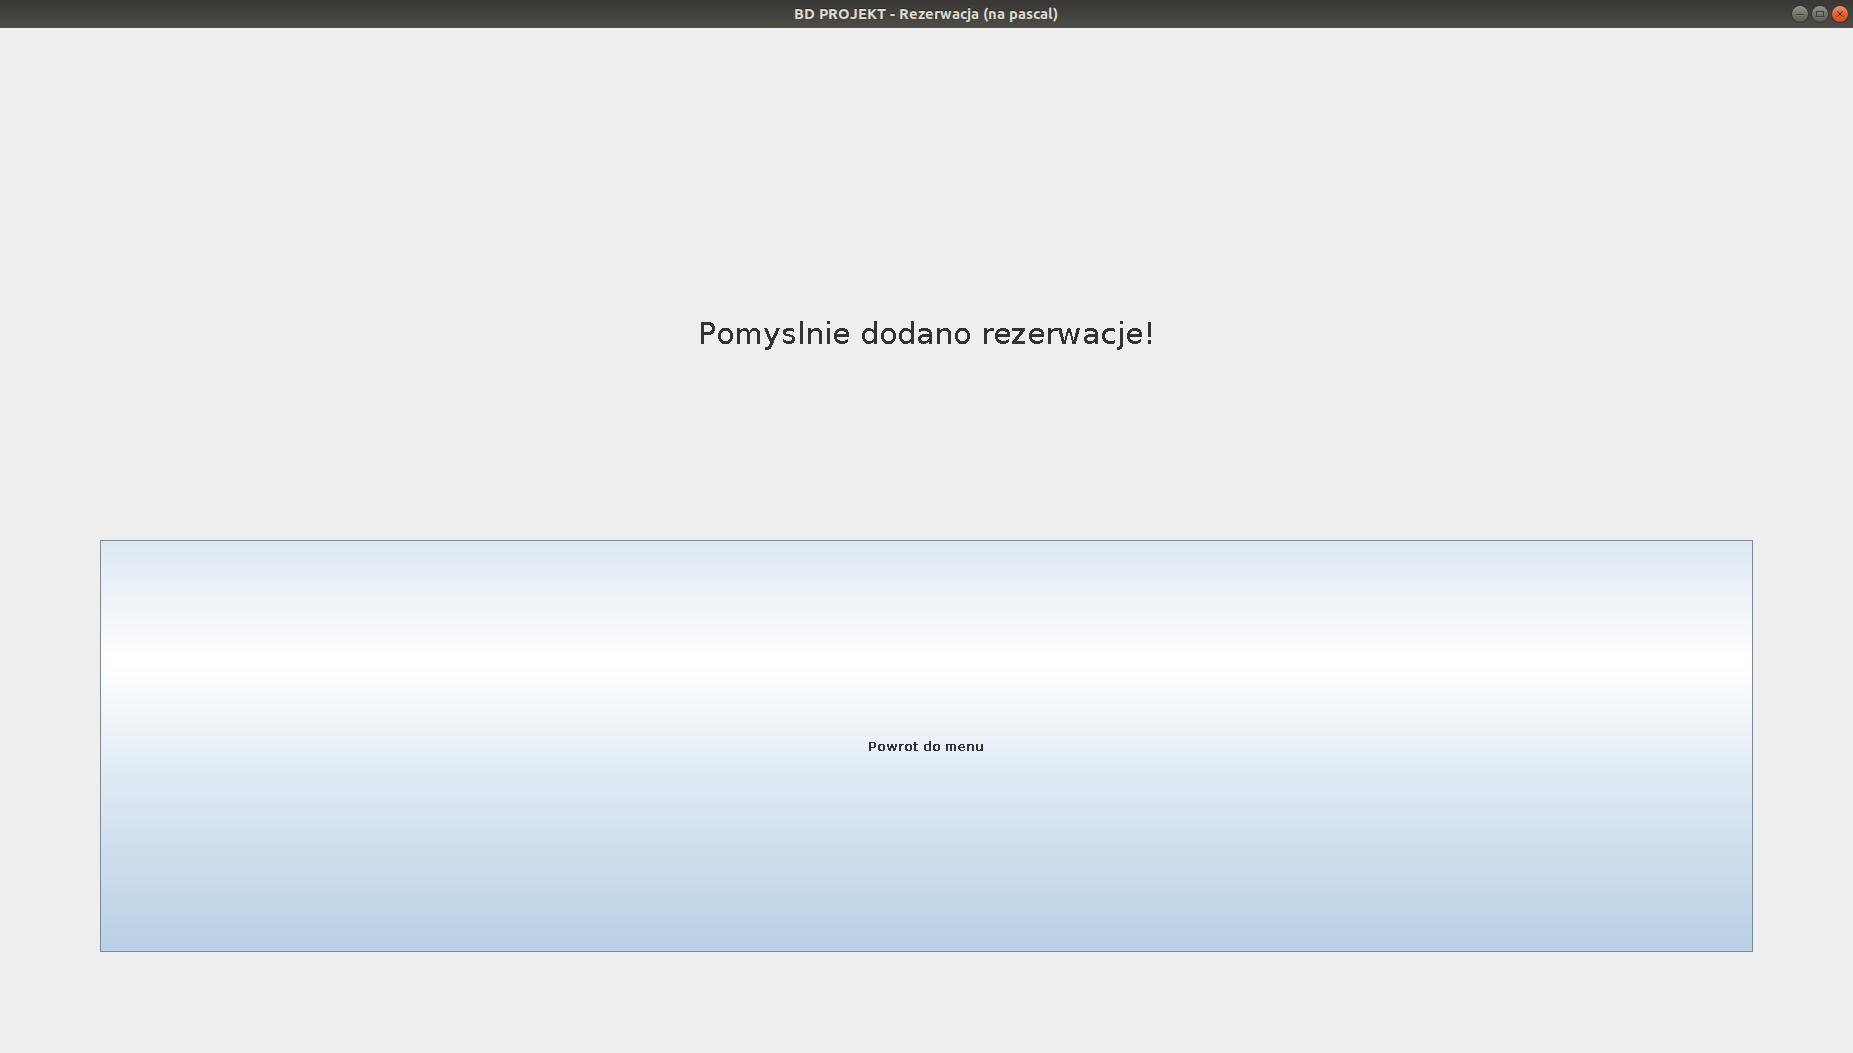 BD PROJEKT - Rezerwacja (na pascal)
Pomyslnie dodano rezerwacje!
Powrot do menu